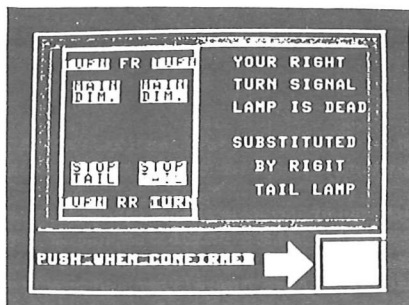 TURN FR TURN
MAIN MAIN
DIM. DIM.
STOP STOP
TAIL
TURN RR TURN
YOUR RIGHT
TURN SIGNAL
LAMP IS DEAD
SUBSTITUTED
BY RIGIT
TAIL LAMP
PUSH WHEN COMFIRMED